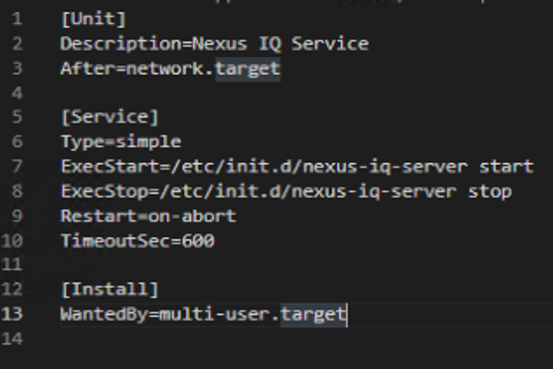 1 [Unit]
2 Description=Nexus IQ Service
3 After=network.target
4
5 [Service]
6 Type=simple
7 ExecStart=/etc/init.d/nexus-iq-server start
8 ExecStop=/etc/init.d/nexus-iq-server stop
9 Restart=on-abort
10 TimeoutSec=600
11
12 [Install]
13 WantedBy=multi-user.target
14